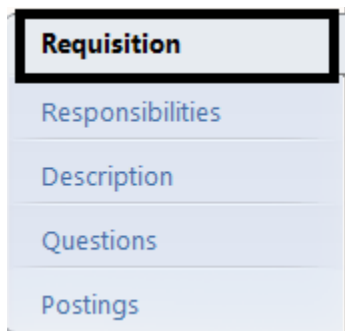 Requisition
Responsibilities
Description
Questions
Postings